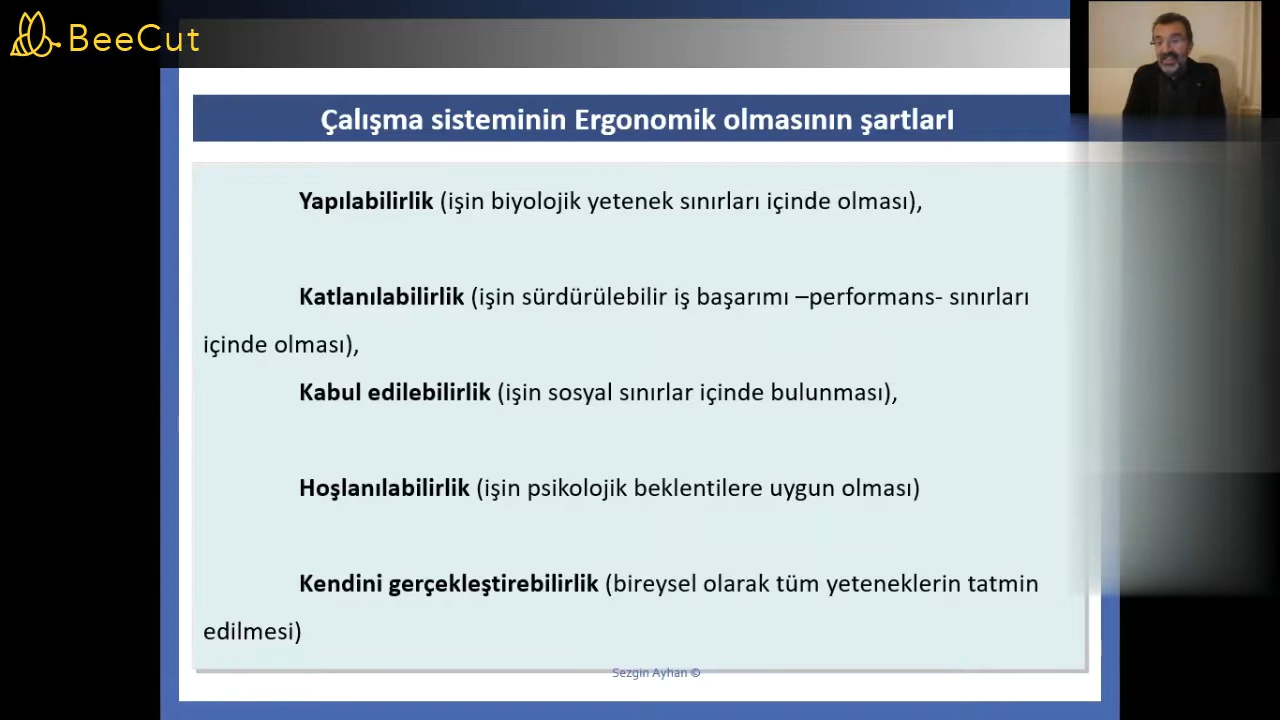 BeeCut
Çalışma sisteminin Ergonomik olmasının şartlarI
Yapılabilirlik (işin biyolojik yetenek sınırları içinde olması),
Katlanılabilirlik (işin sürdürülebilir iş başarımı –performans- sınırları
içinde olması),
Kabul edilebilirlik (işin sosyal sınırlar içinde bulunması),
Hoşlanılabilirlik (işin psikolojik beklentilere uygun olması)
Kendini gerçekleştirebilirlik (bireysel olarak tüm yeteneklerin tatmin
edilmesi)
Sezgin Ayhan ©